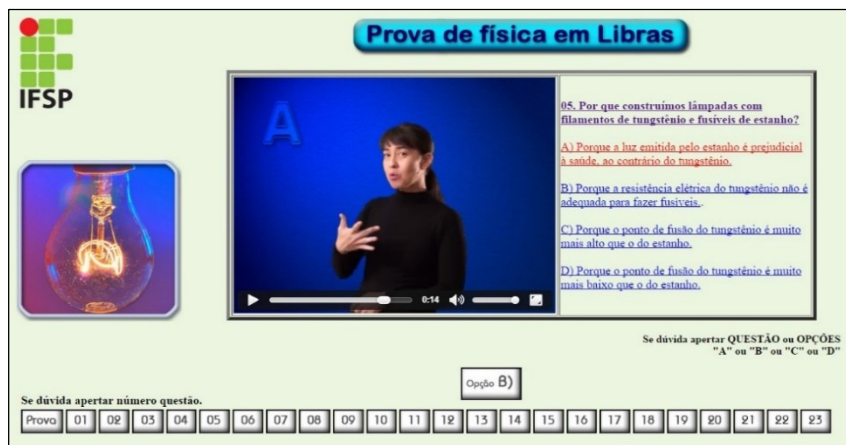 Prova de física em Libras
IFSP
A
05. Por que construímos lâmpadas com
filamentos de tungstênio e fusíveis de estanho?
A) Porque a luz emitida pelo estanho é prejudicial
à saúde, ao contrário do tungstênio.
B) Porque a resistência elétrica do tungstênio não é
adequada para fazer fusíveis..
C) Porque o ponto de fusão do tungstênio é muito
mais alto que o do estanho.
D) Porque o ponto de fusão do tungstênio é muito
mais baixo que o do estanho.
0:14
Se dúvida apertar QUESTÃO ou OPÇÕES
"A" ou "B" ou "C" ou "D"
Opção B)
Se dúvida apertar número questão.
Prova 01 02 03 04 05 06 07 08 09 10 11 12 13 14 15 16 17 18 19 20 21 22 23